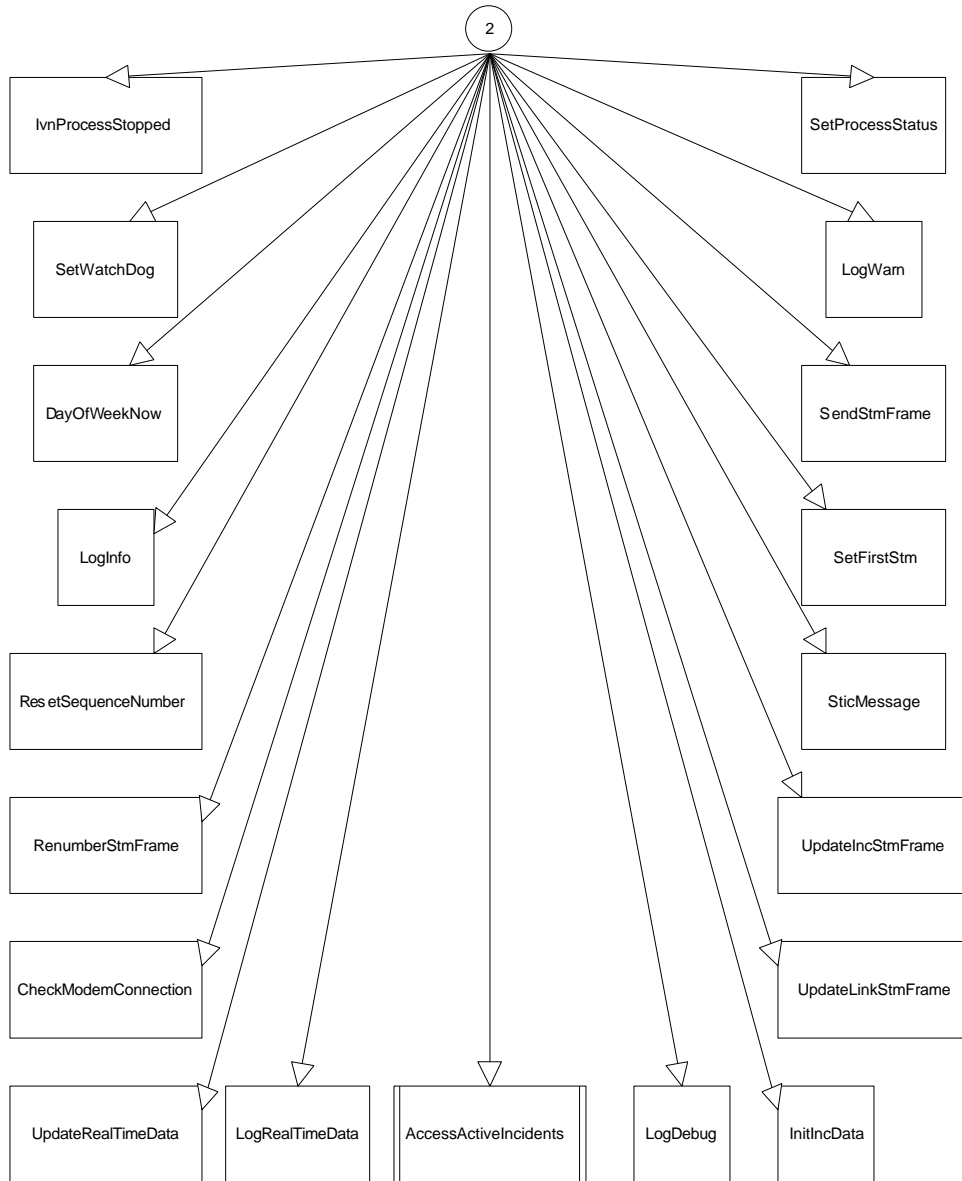 2
IvnProcessStopped
SetProcessStatus
SetWatchDog
LogWarn
DayOfWeekNow
SendStmFrame
LogInfo
SetFirstStm
ResetSequenceNumber
SticMessage
RenumberStmFrame
UpdateIncStmFrame
CheckModemConnection
UpdateLinkStmFrame
UpdateRealTimeData
LogRealTimeData
AccessActiveIncidents
LogDebug
InitIncData